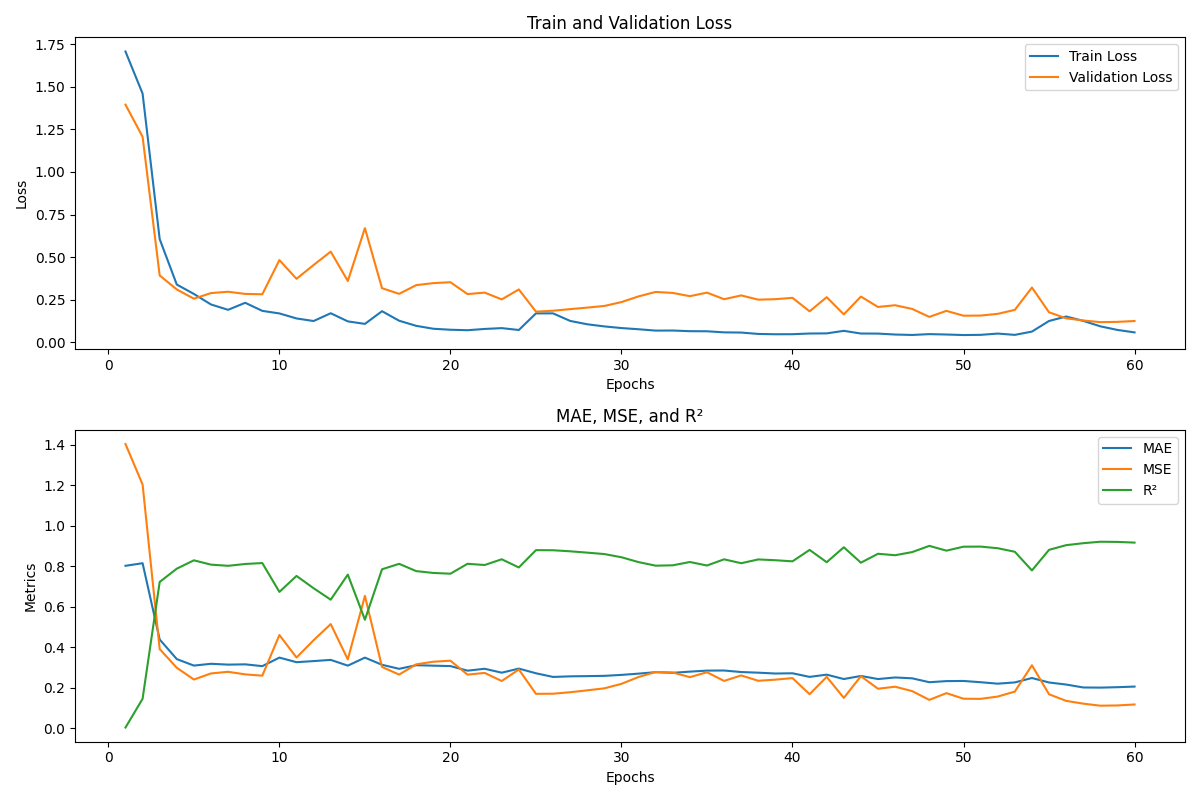 Train and Validation Loss
1.75
1.50
1.25
1.00
0.75
0.50
0.25
0.00
Loss
Train Loss
Validation Loss
0 10 20 30 40 50 60
Epochs
MAE, MSE, and R²
1.4
1.2
1.0
0.8
0.6
0.4
0.2
0.0
Metrics
MAE
MSE
R²
0 10 20 30 40 50 60
Epochs